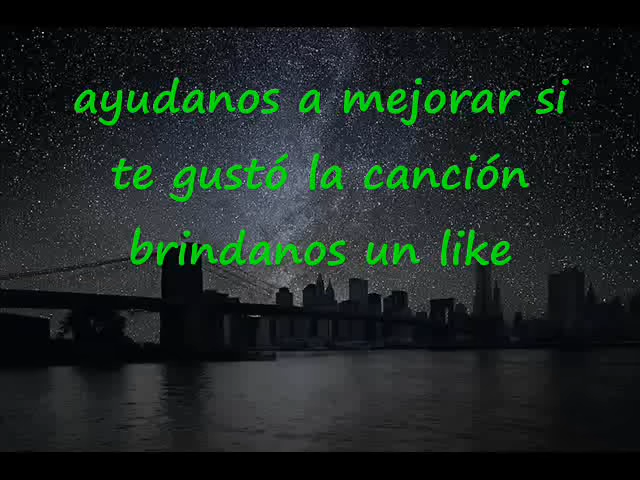 ayudanos a mejorar si
te gustó la canción
brindanos un like